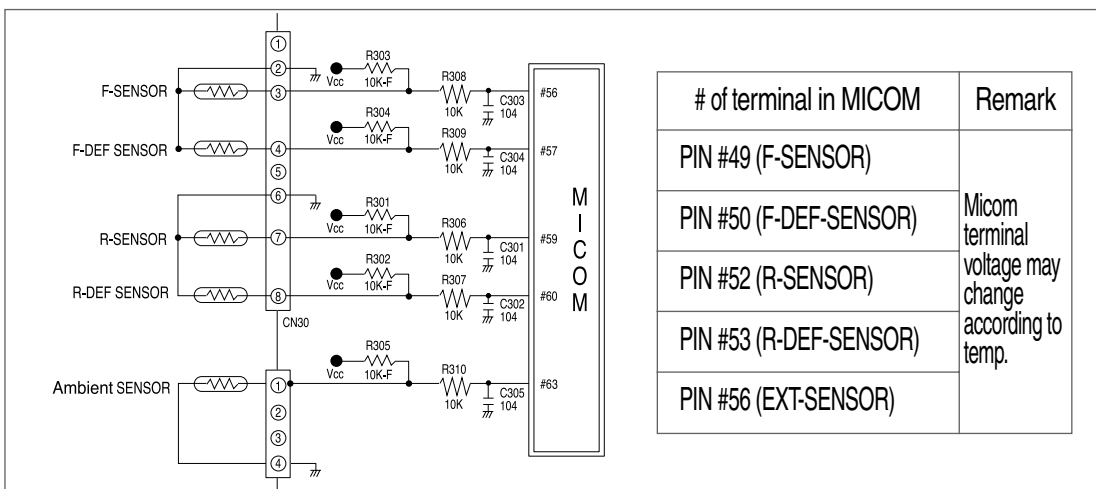 ①
②
③
④
⑤
⑥
⑦
⑧
CN30
①
②
③
④
F-SENSOR
F-DEF SENSOR
R-SENSOR
R-DEF SENSOR
Ambient SENSOR
Vcc
R303
10K-F
R308
10K
C303
104
#56
Vcc
R304
10K-F
R309
10K
C304
104
#57
Vcc
R301
10K-F
R306
10K
C301
104
#59
Vcc
R302
10K-F
R307
10K
C302
104
#60
Vcc
R305
10K-F
R310
10K
C305
104
#63
MICOM
# of terminal in MICOM
Remark
PIN #49 (F-SENSOR)
PIN #50 (F-DEF-SENSOR)
PIN #52 (R-SENSOR)
PIN #53 (R-DEF-SENSOR)
PIN #56 (EXT-SENSOR)
Micom
terminal
voltage may
change
according to
temp.